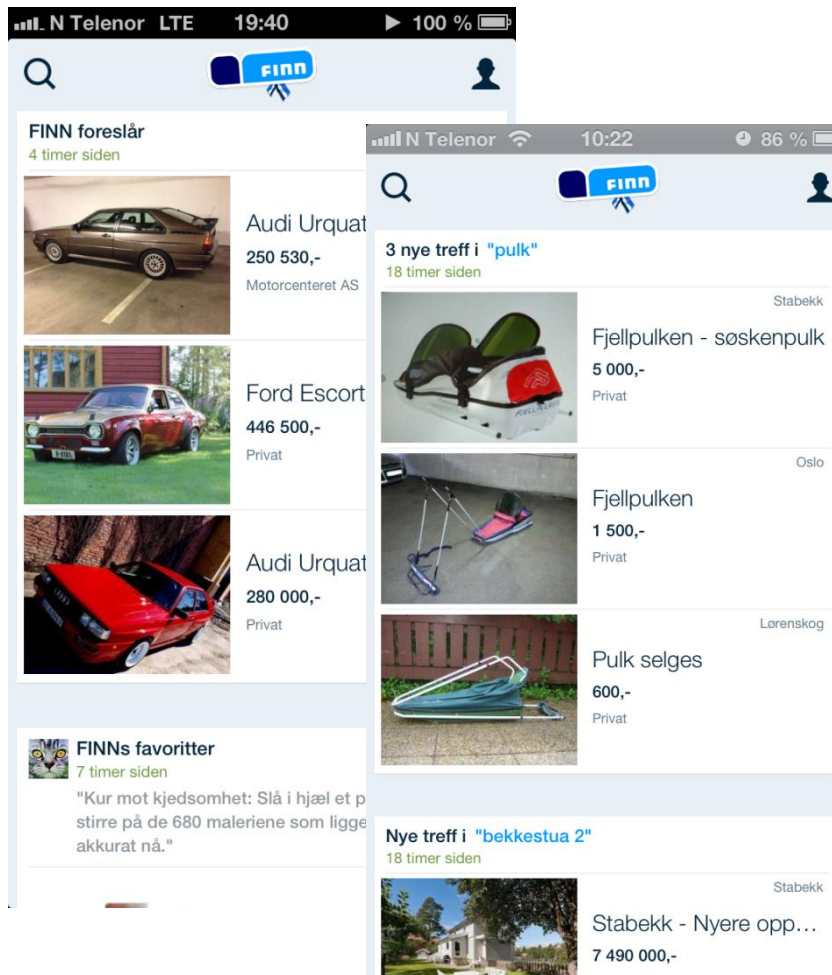 N Telenor LTE 19:40 100 %
FINN
FINN foreslår
4 timer siden
Audi Urquat
250 530,-
Motorcenteret AS
Ford Escort
446 500,-
Privat
Audi Urquat
280 000,-
Privat
FINNs favoritter
7 timer siden
"Kur mot kjedsomhet: Slå i hjæl et p
stirre på de 680 maleriene som ligge
akkurat nå."
N Telenor 10:22 86 %
FINN
3 nye treff i "pulk"
18 timer siden
Stabekk
Fjellpulken - søskenpulk
5 000,-
Privat
Oslo
Fjellpulken
1 500,-
Privat
Lørenskog
Pulk selges
600,-
Privat
Nye treff i "bekkestua 2"
18 timer siden
Stabekk
Stabekk - Nyere opp...
7 490 000,-